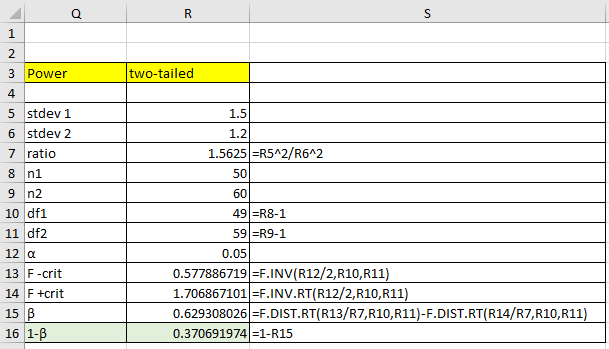 Q R S
1
2
3 Power two-tailed
4
5 stdev 1 1.5
6 stdev 2 1.2
7 ratio 1.5625 =R5^2/R6^2
8 n1 50
9 n2 60
10 df1 49 =R8-1
11 df2 59 =R9-1
12 α 0.05
13 F -crit 0.577886719 =F.INV(R12/2,R10,R11)
14 F +crit 1.706867101 =F.INV.RT(R12/2,R10,R11)
15 β 0.629308026 =F.DIST.RT(R13/R7,R10,R11)-F.DIST.RT(R14/R7,R10,R11)
16 1-β 0.370691974 =1-R15